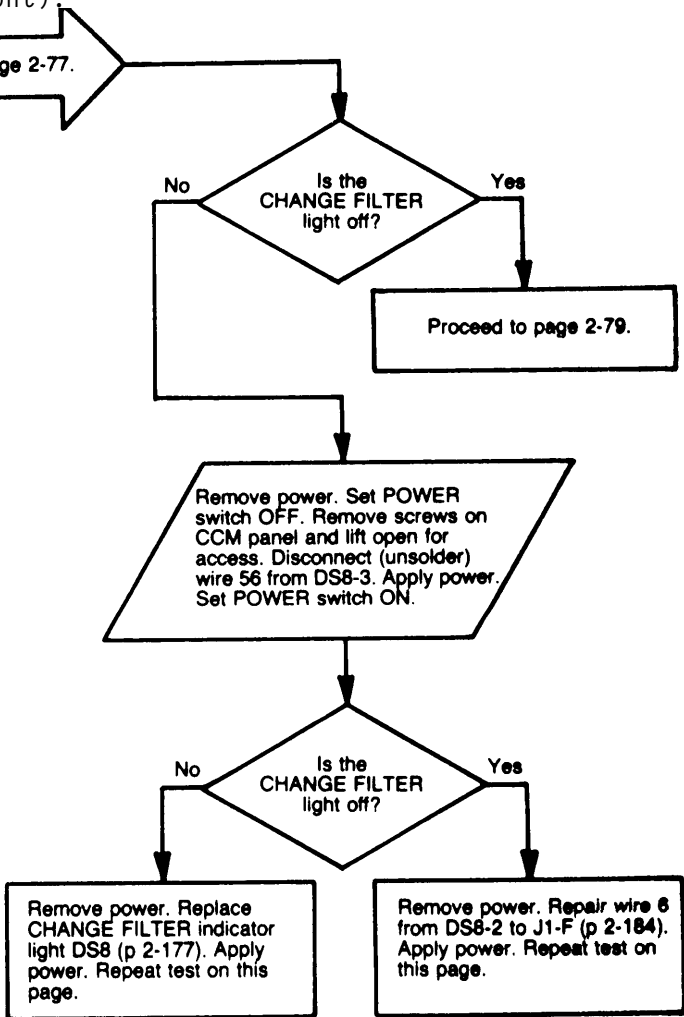 ge 2-77.
Is the
CHANGE FILTER
light off?
No
Yes
Proceed to page 2-79.
Remove power. Set POWER
switch OFF. Remove screws on
CCM panel and lift open for
access. Disconnect (unsolder)
wire 56 from DS8-3. Apply power.
Set POWER switch ON.
Is the
CHANGE FILTER
light off?
No
Yes
Remove power. Replace
CHANGE FILTER indicator
light DS8 (p 2-177). Apply
power. Repeat test on this
page.
Remove power. Repair wire 6
from DS8-2 to J1-F (p 2-184).
Apply power. Repeat test on
this page.